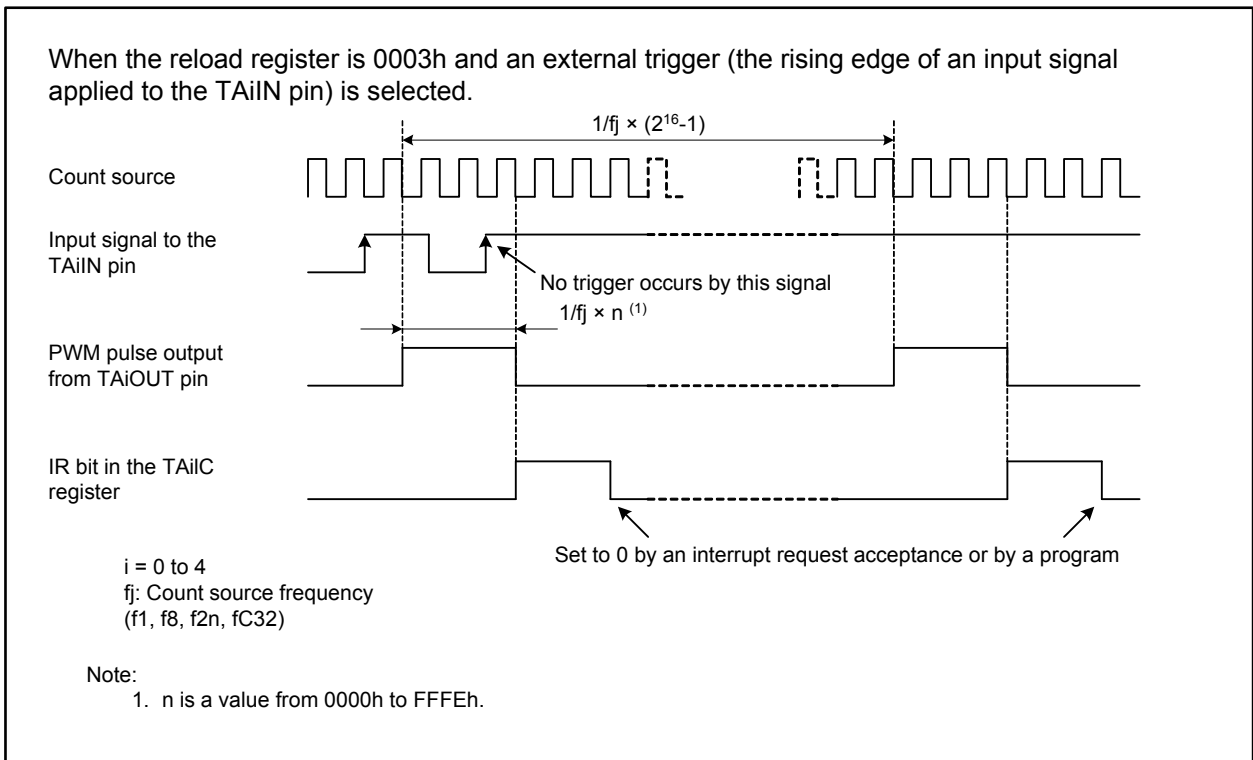 When the reload register is 0003h and an external trigger (the rising edge of an input signal
applied to the TAiIN pin) is selected.
1/fj × (2¹⁶-1)
Count source
Input signal to the
TAiIN pin
No trigger occurs by this signal
1/fj × n ⁽¹⁾
PWM pulse output
from TAiOUT pin
IR bit in the TAiIC
register
Set to 0 by an interrupt request acceptance or by a program
i = 0 to 4
fj: Count source frequency
(f1, f8, f2n, fC32)
Note:
1. n is a value from 0000h to FFFEh.